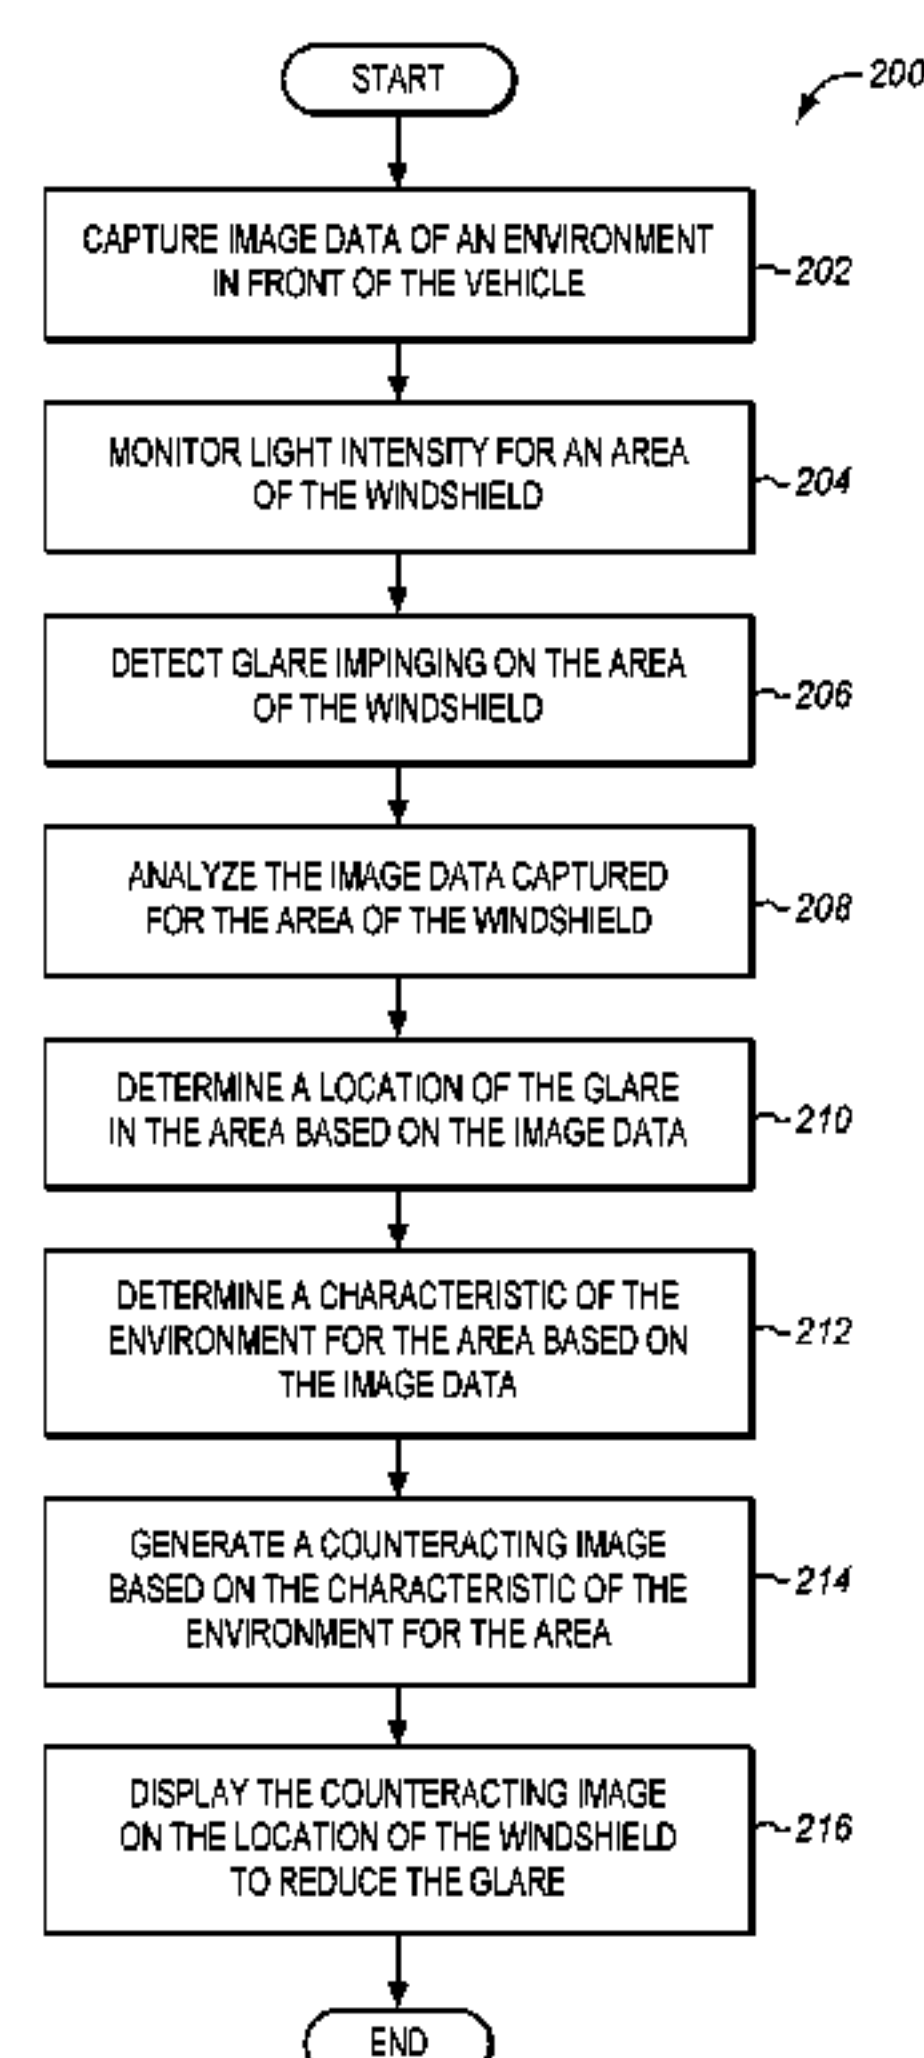 START
200
CAPTURE IMAGE DATA OF AN ENVIRONMENT
IN FRONT OF THE VEHICLE
202
MONITOR LIGHT INTENSITY FOR AN AREA
OF THE WINDSHIELD
204
DETECT GLARE IMPINGING ON THE AREA
OF THE WINDSHIELD
206
ANALYZE THE IMAGE DATA CAPTURED
FOR THE AREA OF THE WINDSHIELD
208
DETERMINE A LOCATION OF THE GLARE
IN THE AREA BASED ON THE IMAGE DATA
210
DETERMINE A CHARACTERISTIC OF THE
ENVIRONMENT FOR THE AREA BASED ON
THE IMAGE DATA
212
GENERATE A COUNTERACTING IMAGE
BASED ON THE CHARACTERISTIC OF THE
ENVIRONMENT FOR THE AREA
214
DISPLAY THE COUNTERACTING IMAGE
ON THE LOCATION OF THE WINDSHIELD
TO REDUCE THE GLARE
216
END